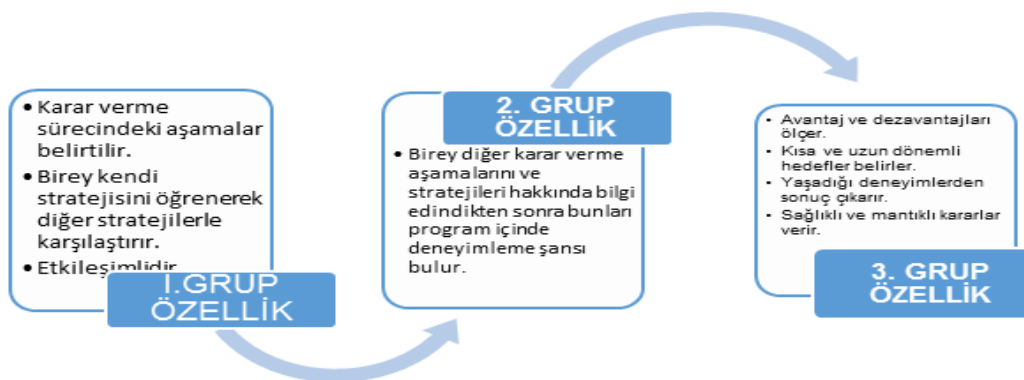 • Karar verme
sürecindeki aşamalar
belirtilir.
• Birey kendi
stratejisini öğrenerek
diğer stratejilerle
karşılaştırır.
• Etkileşimlidir
I.GRUP
ÖZELLİK
2. GRUP
ÖZELLİK
• Birey diğer karar verme
aşamalarını ve
stratejileri hakkında bilgi
edindikten sonra bunları
program içinde
deneyimleme şansı
bulur.
• Avantaj ve dezavantajları
ölçer.
• Kısa ve uzun dönemli
hedefler belirler.
• Yaşadığı deneyimlerden
sonuç çıkarır.
• Sağlıklı ve mantıklı kararlar
verir.
3. GRUP
ÖZELLİK